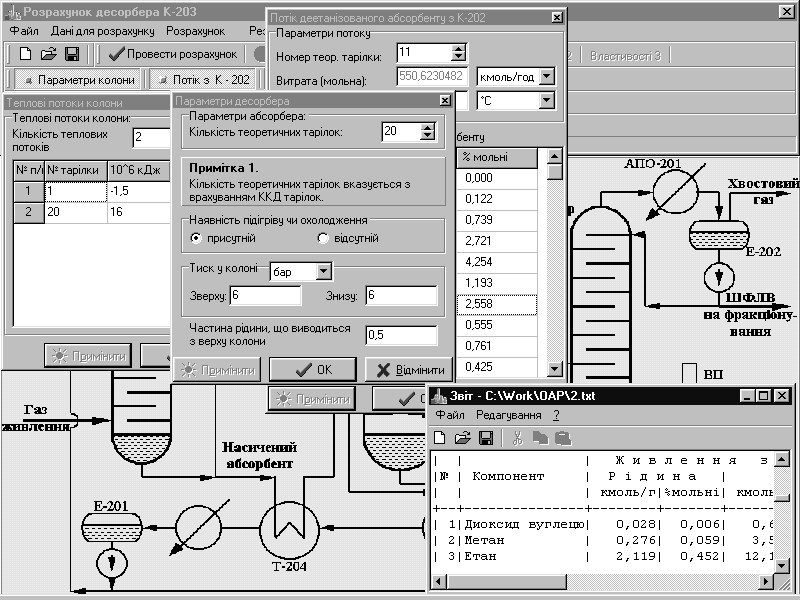 Розрахунок десорбера К-203
Файл Дані для розрахунку Розрахунок
Провести розрахунок
2 Властивості 3
Параметри колони Потік з К - 202
Потік деетанізованого абсорбенту з К-202
Параметри потоку
Номер теор. тарілки: 11
Витрата (мольна): 550,6230482 кмоль/год
°C
бенту
% мольні
0,000
0,122
0,739
2,721
4,254
1,193
2,558
0,555
0,761
0,425
Примінити
Теплові потоки колони
Теплові потоки колони:
Кількість теплових
потоків 2
№ п/п № тарілки 10^6 кДж
1 1 -1,5
2 20 16
Примінити
Параметри десорбера
Параметри абсорбера:
Кількість теоретичних тарілок: 20
Примітка 1.
Кількість теоретичних тарілок вказується з
врахуванням ККД тарілок.
Наявність підігріву чи охолодження
присутній відсутній
Тиск у колоні бар
Зверху: 6 Знизу: 6
Частина рідини, що виводиться
з верху колони 0,5
Примінити OK Відмінити
АПО-201
Хвостовий
газ
Е-202
ШФЛВ
на фракціону-
вання
ВП
Газ
живлення
Насичений
абсорбент
Е-201
Т-204
Звіт - C:\Work\OAP\2.txt
Файл Редагування ?
| | | Ж и в л е н н я з
|№ | Компонент | Р і д и н а |
| | | кмоль/г|%мольні| кмоль
| 1|Диоксид вуглецю| 0,028| 0,006| 0,6
| 2|Метан | 0,276| 0,059| 3,5
| 3|Етан | 2,119| 0,452| 12,1